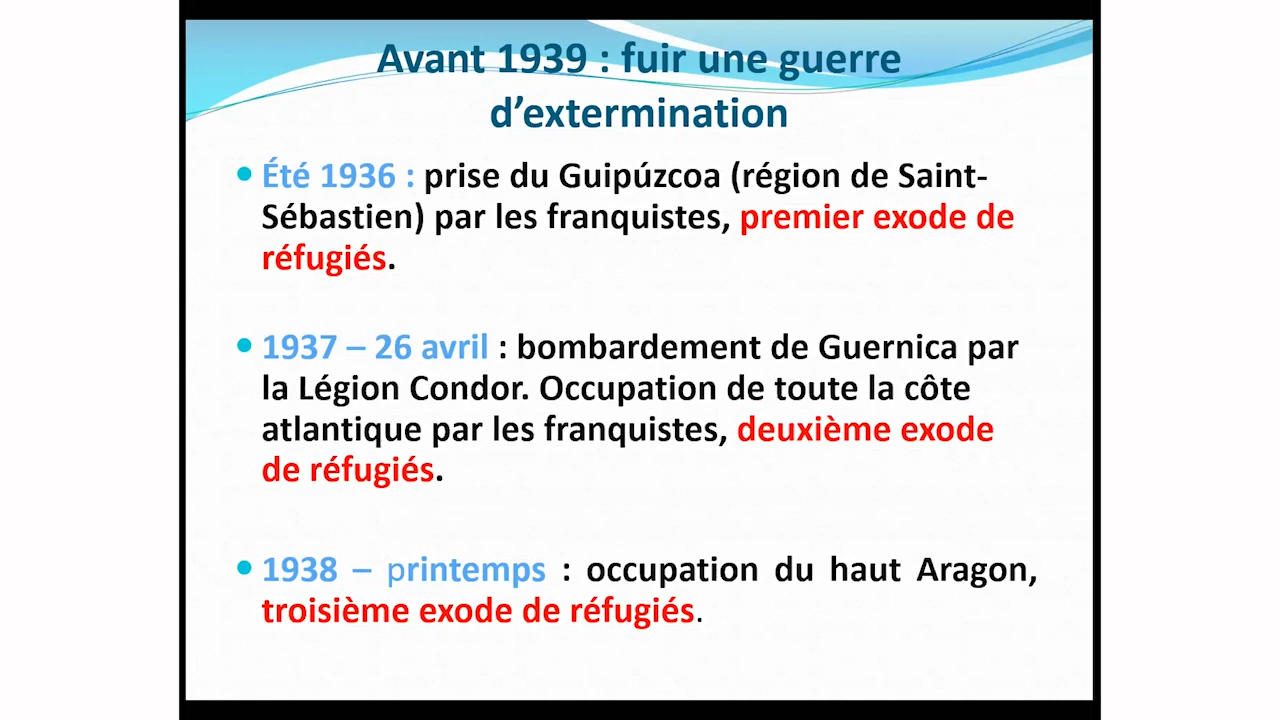 Avant 1939 : fuir une guerre
d’extermination
• Été 1936 : prise du Guipúzcoa (région de Saint-
Sébastien) par les franquistes, premier exode de
réfugiés.
• 1937 – 26 avril : bombardement de Guernica par
la Légion Condor. Occupation de toute la côte
atlantique par les franquistes, deuxième exode
de réfugiés.
• 1938 – printemps : occupation du haut Aragon,
troisième exode de réfugiés.